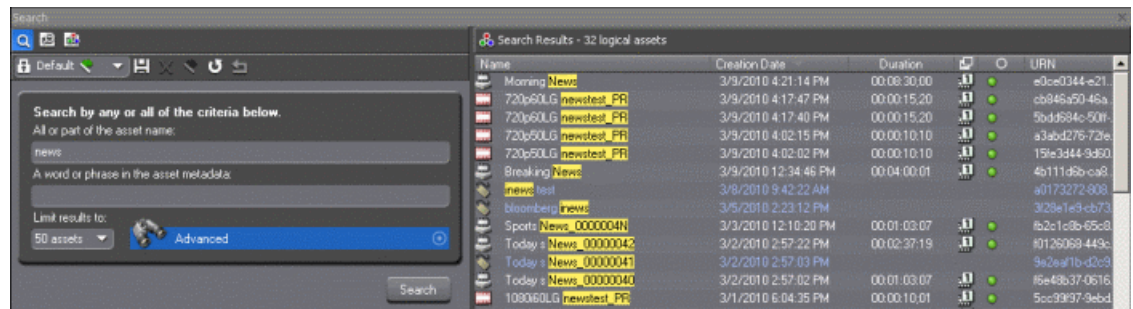 Search
Default
Search by any or all of the criteria below.
All or part of the asset name:
news
A word or phrase in the asset metadata:
Limit results to:
50 assets
Advanced
Search
Search Results - 32 logical assets
Name Creation Date Duration O URN
Morning News 3/9/2010 4:21:14 PM 00:08:30;00 e0ce0344-e21...
720p60LG newstest_PR 3/9/2010 4:17:47 PM 00:00:15;20 cb846a50-46a...
720p60LG newstest_PR 3/9/2010 4:17:40 PM 00:00:15;20 5bdd684c-50ff-...
720p50LG newstest_PR 3/9/2010 4:02:15 PM 00:00:10:10 a3abd276-72fe...
720p50LG newstest_PR 3/9/2010 4:02:02 PM 00:00:10:10 15fe3d44-9d60...
Breaking News 3/9/2010 12:34:46 PM 00:04:00:01 4b111d6b-ca8...
inews test 3/8/2010 9:42:22 AM a0173272-808...
bloomberg inews 3/5/2010 2:23:12 PM 3f28e1e9-cb73...
Sports News_0000004N 3/3/2010 12:10:20 PM 00:01:03:07 fb2c1c8b-65c8...
Today s News_00000042 3/2/2010 2:57:22 PM 00:02:37:19 f0126068-449c...
Today s News_00000041 3/2/2010 2:57:03 PM 9e2eaf1b-d2c9...
Today s News_00000040 3/2/2010 2:57:02 PM 00:01:03:07 f6e48b37-0616...
1080i60LG newstest_PR 3/1/2010 6:04:35 PM 00:00:10;01 5cc99f97-9ebd...